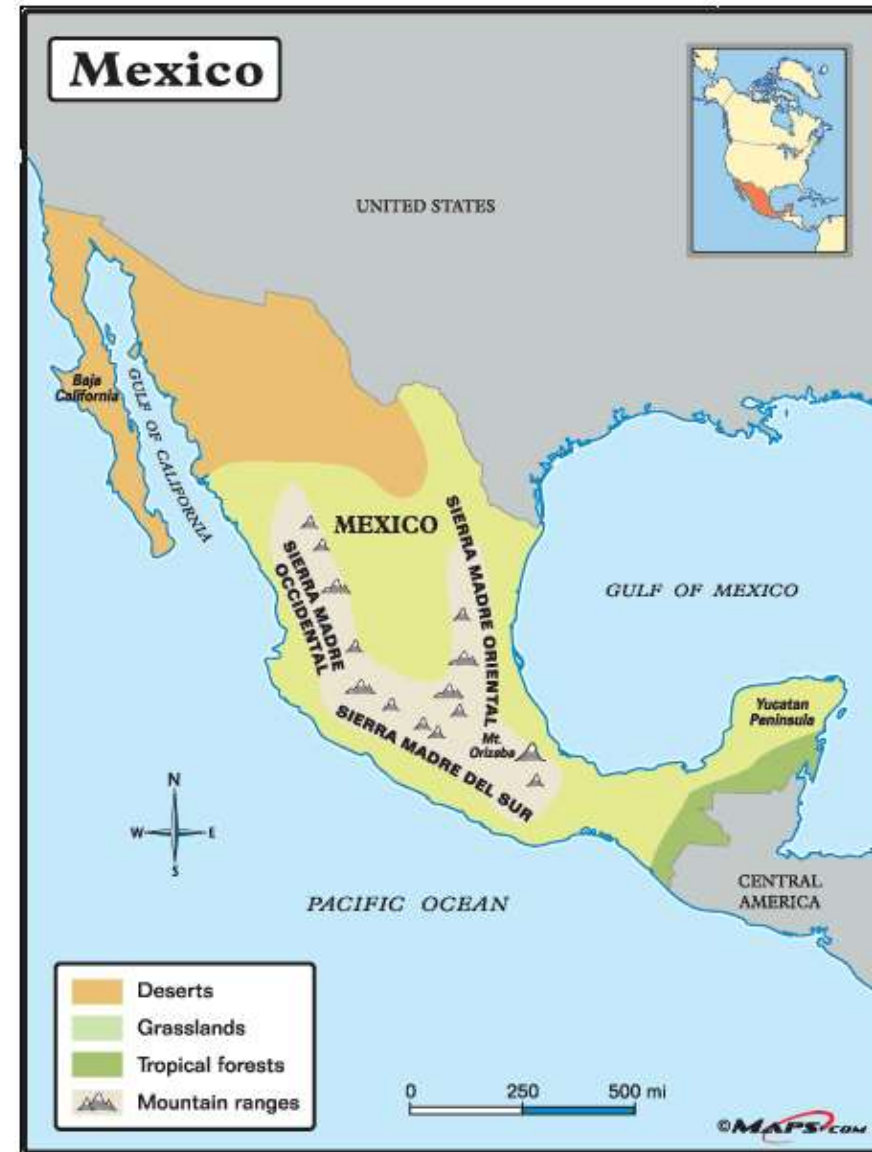 Mexico
UNITED STATES
Baja
California
GULF OF CALIFORNIA
MEXICO
SIERRA MADRE
OCCIDENTAL
SIERRA MADRE ORIENTAL
GULF OF MEXICO
Yucatan
Peninsula
SIERRA MADRE DEL SUR
Mt.
Orizaba
N
W
E
S
PACIFIC OCEAN
CENTRAL
AMERICA
Deserts
Grasslands
Tropical forests
Mountain ranges
0 250 500 mi
©MAPS.COM